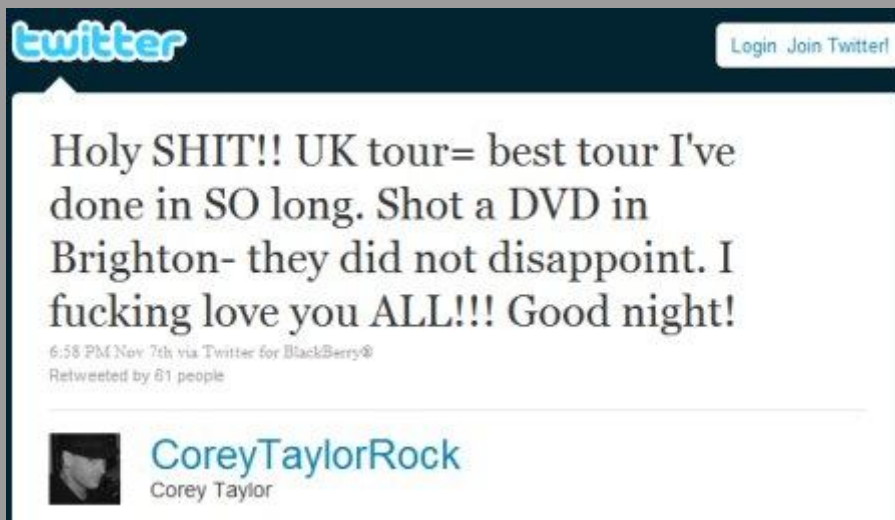 twitter
Login Join Twitter!
Holy SHIT!! UK tour= best tour I've
done in SO long. Shot a DVD in
Brighton- they did not disappoint. I
fucking love you ALL!!! Good night!
6:58 PM Nov 7th via Twitter for BlackBerry®
Retweeted by 61 people
CoreyTaylorRock
Corey Taylor